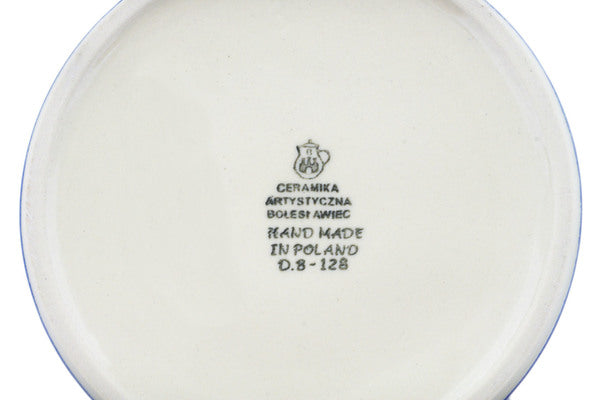 CERAMIKA
ARTYSTYCZNA
BOLESŁAWIEC
HAND MADE
IN POLAND
D.8-128